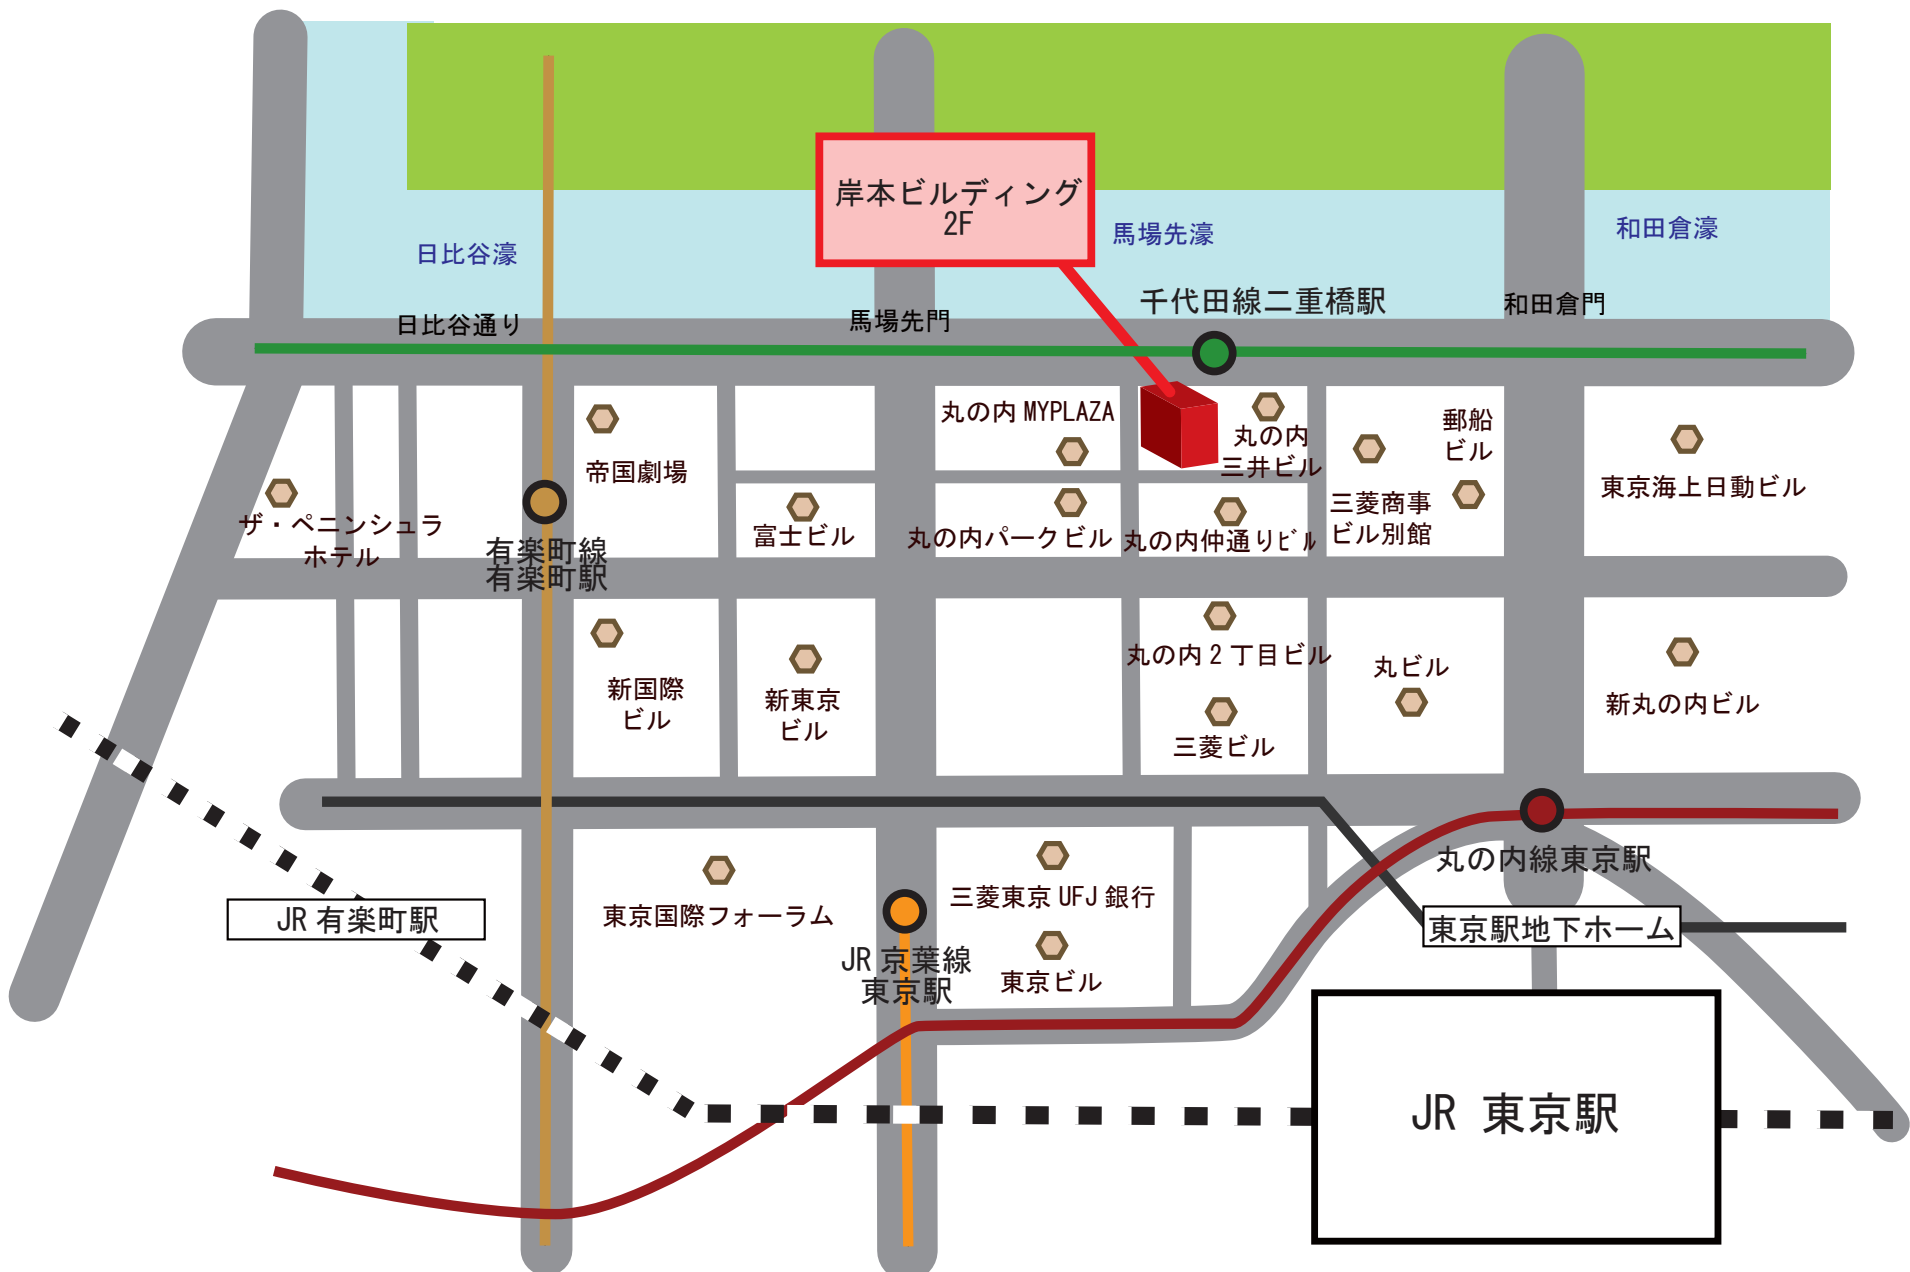 岸本ビルディング
2F
日比谷濠
馬場先濠
和田倉濠
千代田線二重橋駅
日比谷通り
馬場先門
和田倉門
丸の内 MYPLAZA
丸の内
三井ビル
郵船
ビル
帝国劇場
東京海上日動ビル
三菱商事
ビル別館
ザ・ペニンシュラ
ホテル
富士ビル
丸の内パークビル
丸の内仲通りビル
有楽町線
有楽町駅
新国際
ビル
新東京
ビル
丸の内 2 丁目ビル
丸ビル
三菱ビル
新丸の内ビル
丸の内線東京駅
JR 有楽町駅
東京国際フォーラム
三菱東京 UFJ 銀行
東京駅地下ホーム
JR 京葉線
東京駅
東京ビル
JR 東京駅